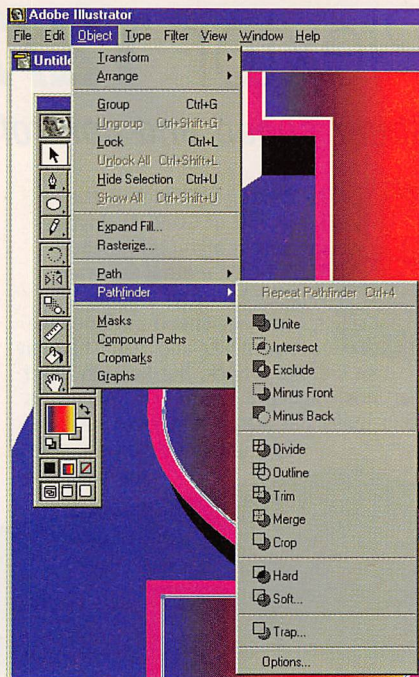 Adobe Illustrator
File Edit Object Type Filter View Window Help
Untitle
Transform
Arrange
Group Ctrl+G
Ungroup Ctrl+Shift+G
Lock Ctrl+L
Unlock All Ctrl+Shift+L
Hide Selection Ctrl+U
Show All Ctrl+Shift+U
Expand Fill...
Rasterize...
Path
Pathfinder
Masks
Compound Paths
Cropmarks
Graphs
Repeat Pathfinder Ctrl+4
Unite
Intersect
Exclude
Minus Front
Minus Back
Divide
Outline
Trim
Merge
Crop
Hard
Soft...
Trap...
Options...